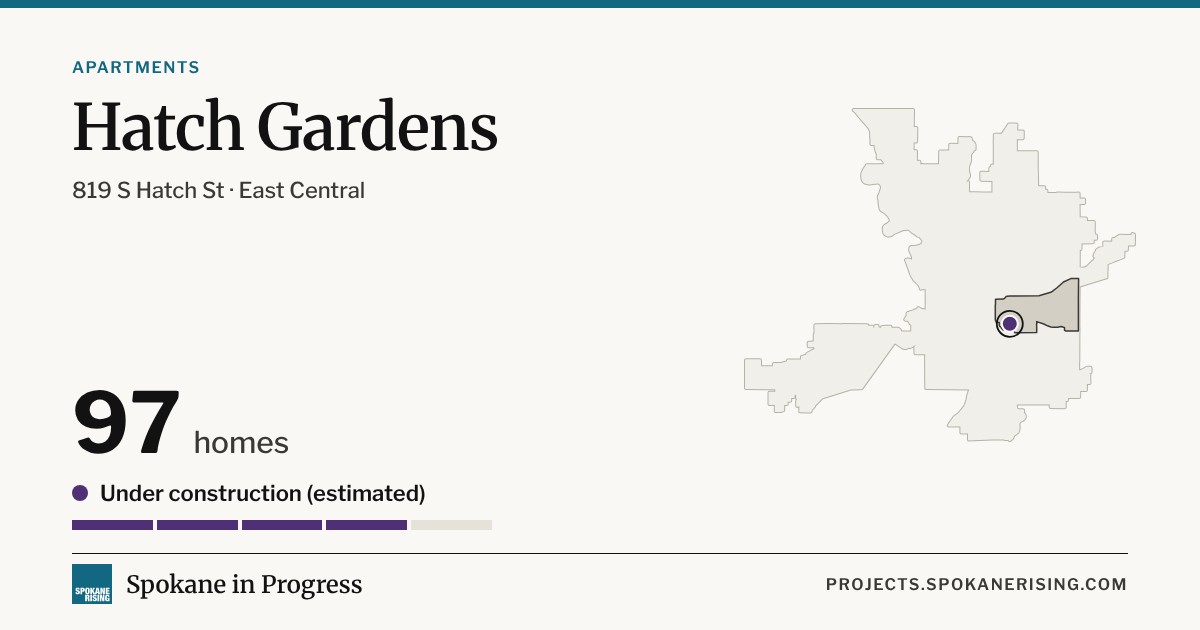 APARTMENTS
Hatch Gardens
819 S Hatch St · East Central
97 homes
Under construction (estimated)
SPOKANE
RISING
Spokane in Progress
PROJECTS.SPOKANERISING.COM